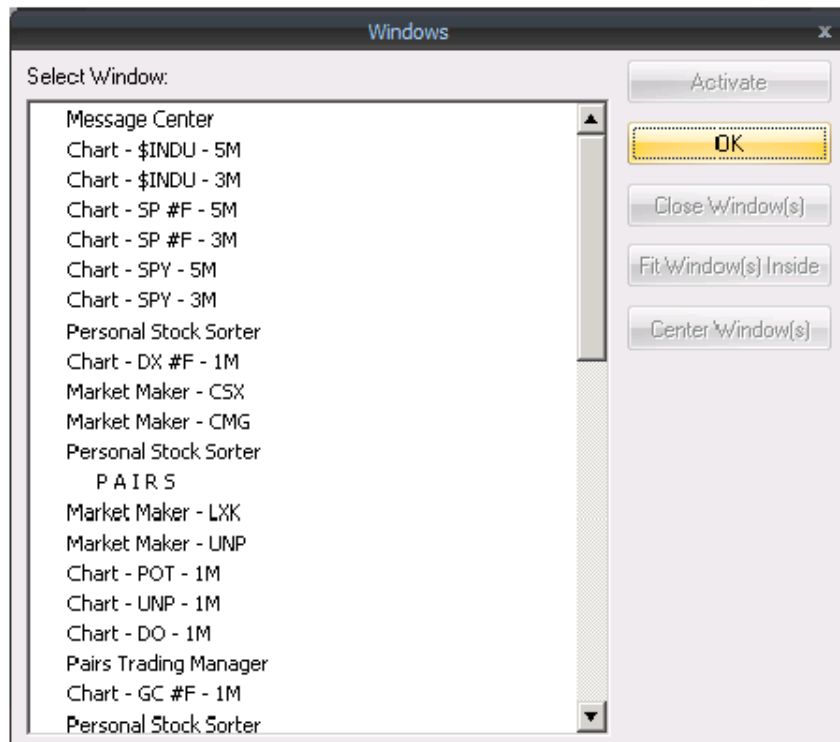 Windows
x
Select Window:
Activate
OK
Close Window(s)
Fit Window(s) Inside
Center Window(s)
Message Center
Chart - $INDU - 5M
Chart - $INDU - 3M
Chart - SP #F - 5M
Chart - SP #F - 3M
Chart - SPY - 5M
Chart - SPY - 3M
Personal Stock Sorter
Chart - DX #F - 1M
Market Maker - CSX
Market Maker - CMG
Personal Stock Sorter
P A I R S
Market Maker - LXK
Market Maker - UNP
Chart - POT - 1M
Chart - UNP - 1M
Chart - DO - 1M
Pairs Trading Manager
Chart - GC #F - 1M
Personal Stock Sorter